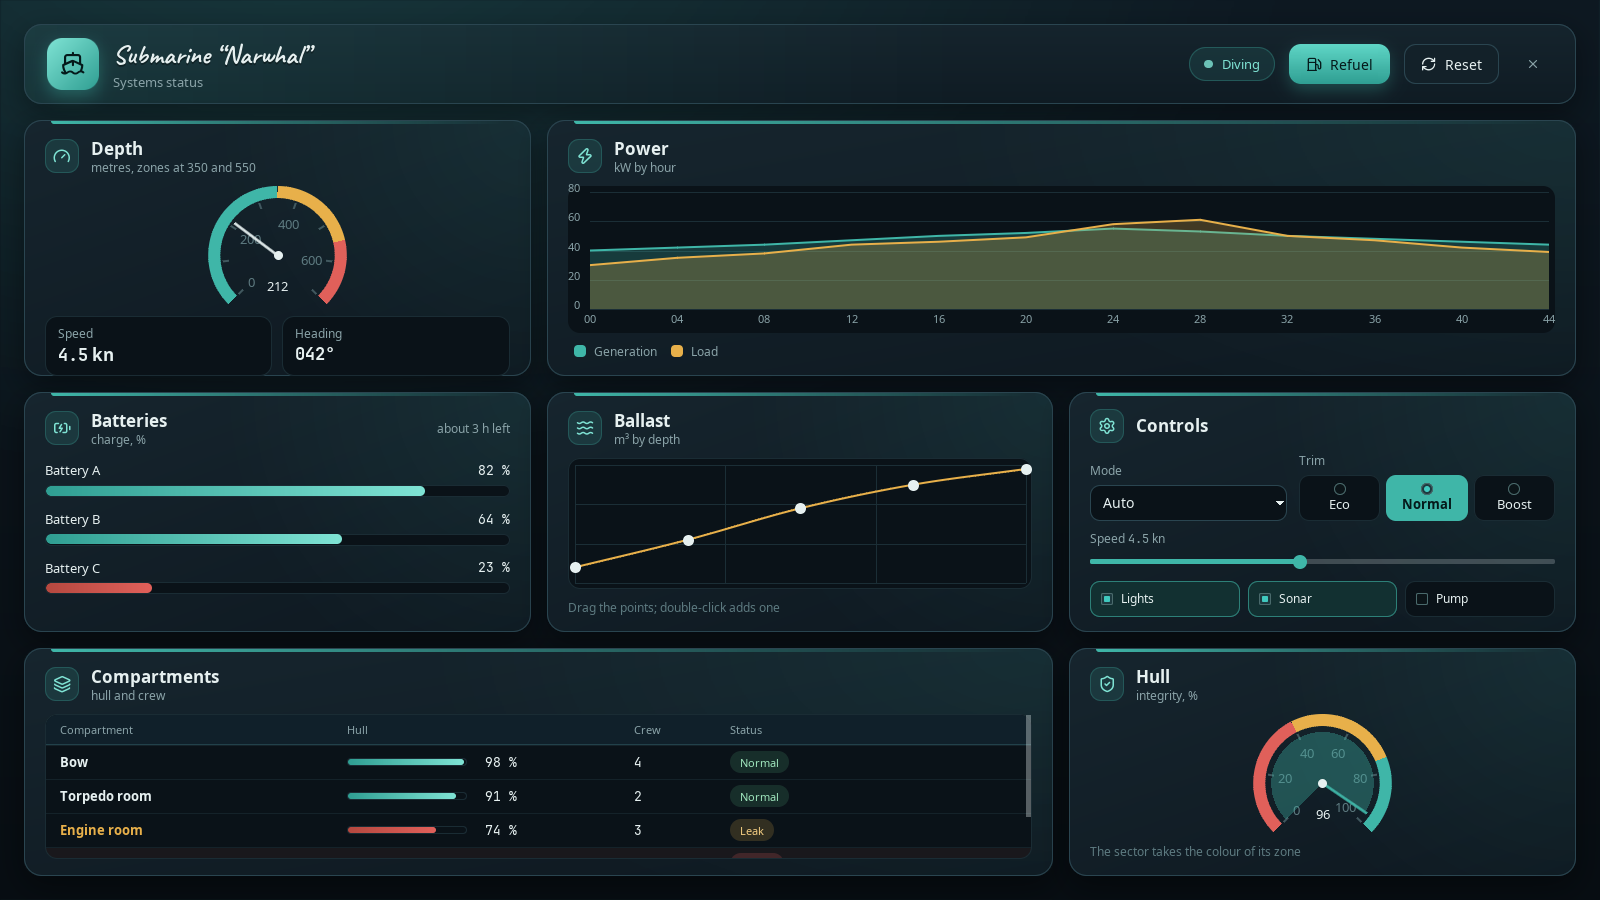 Submarine “Narwhal”
Systems status
Diving
Refuel
Reset
×
Depth
metres, zones at 350 and 550
0
200
400
600
212
Speed
4.5 kn
Heading
042°
Power
kW by hour
80
60
40
20
0
00 04 08 12 16 20 24 28 32 36 40 44
Generation Load
Batteries
charge, %
about 3 h left
Battery A 82 %
Battery B 64 %
Battery C 23 %
Ballast
m³ by depth
Drag the points; double-click adds one
Controls
Mode
Auto
Trim
Eco Normal Boost
Speed 4.5 kn
Lights Sonar Pump
Compartments
hull and crew
Compartment Hull Crew Status
Bow 98 % 4 Normal
Torpedo room 91 % 2 Normal
Engine room 74 % 3 Leak
Hull
integrity, %
0
20
40
60
80
100
96
The sector takes the colour of its zone